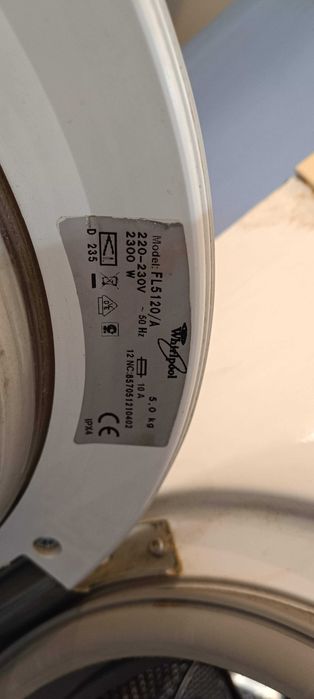 Whirlpool
Model: FL5120/A
5.0 kg
220-230V ~ 50 Hz
10 A
2300 W
12 NC:857051210402
D 235
CE
IPX4